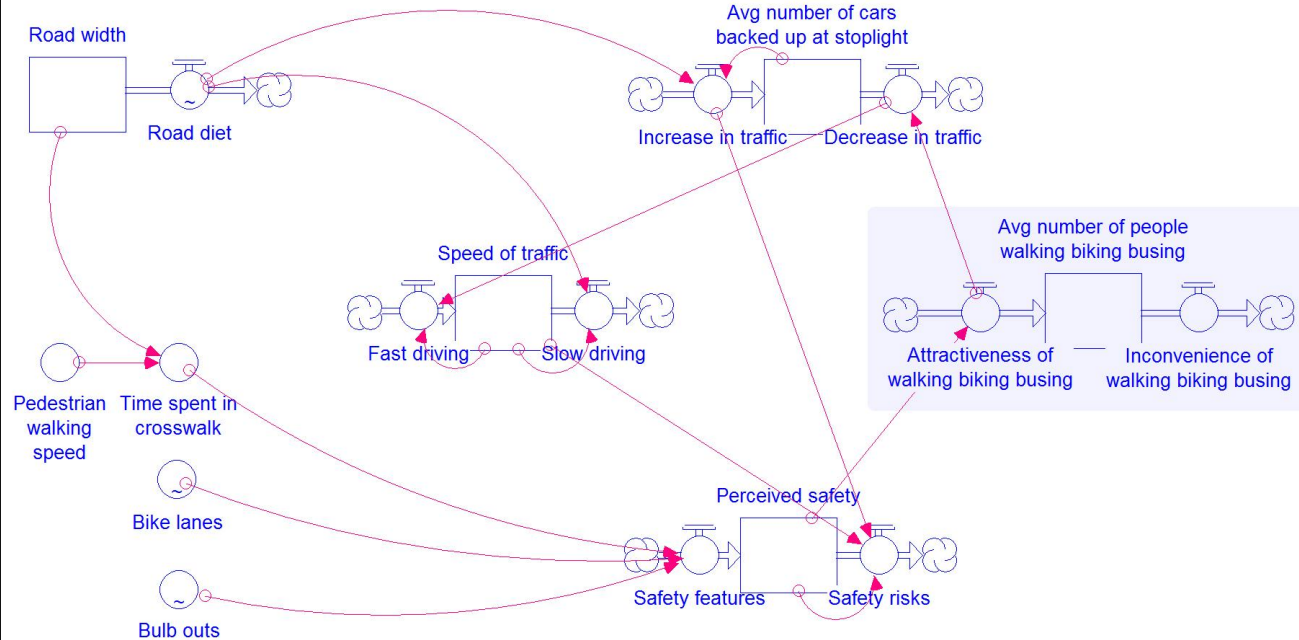 Road width
Road diet
Avg number of cars
backed up at stoplight
Increase in traffic
Decrease in traffic
Avg number of people
walking biking busing
Speed of traffic
Fast driving
Slow driving
Attractiveness of
walking biking busing
Inconvenience of
walking biking busing
Pedestrian
walking
speed
Time spent in
crosswalk
Bike lanes
Perceived safety
Safety features
Safety risks
Bulb outs
~
~
~